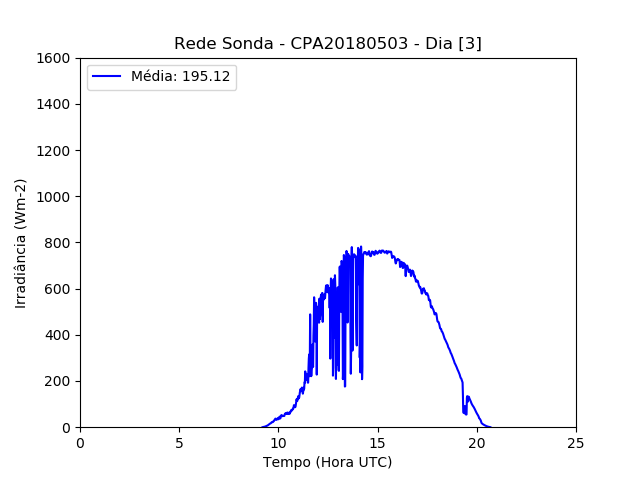 Rede Sonda - CPA20180503 - Dia [3]
Média: 195.12
Irradiância (Wm-2)
1600
1400
1200
1000
800
600
400
200
0
0 5 10 15 20 25
Tempo (Hora UTC)